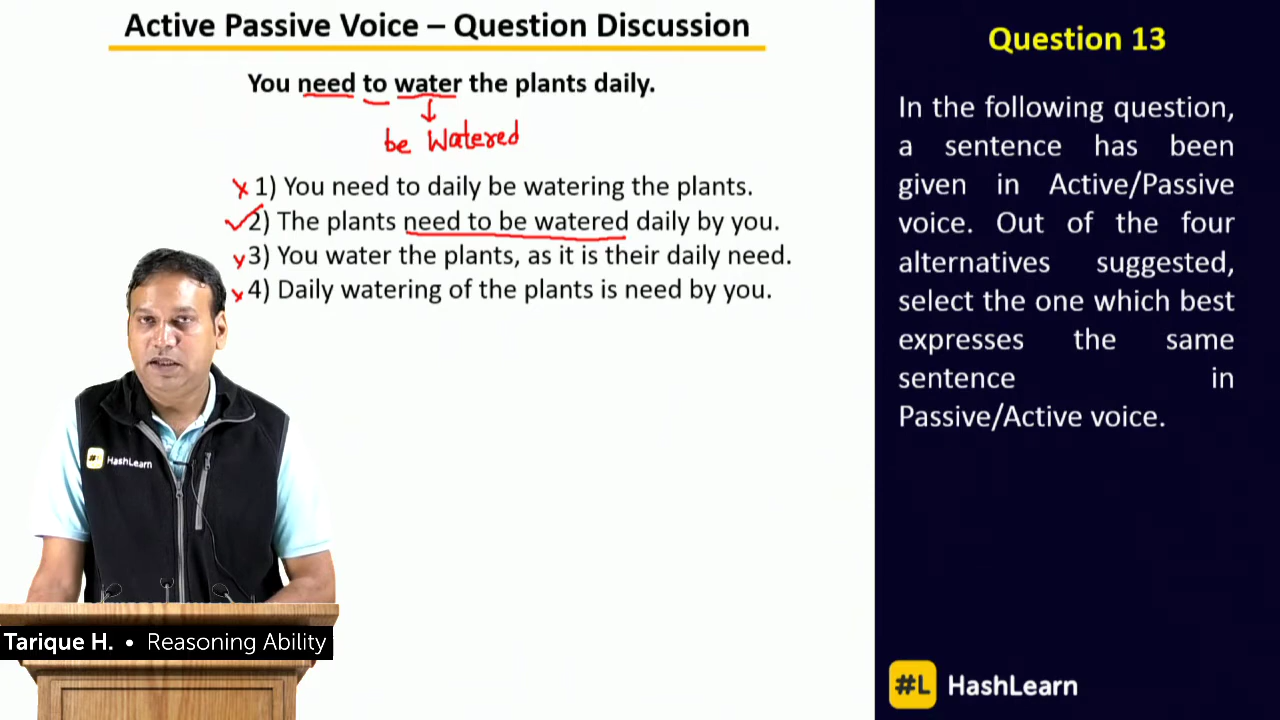 Active Passive Voice – Question Discussion
You need to water the plants daily.
be Watered
1) You need to daily be watering the plants.
2) The plants need to be watered daily by you.
3) You water the plants, as it is their daily need.
4) Daily watering of the plants is need by you.
#L HashLearn
Tarique H. • Reasoning Ability
Question 13
In the following question,
a sentence has been
given in Active/Passive
voice. Out of the four
alternatives suggested,
select the one which best
expresses the same
sentence in
Passive/Active voice.
#L HashLearn